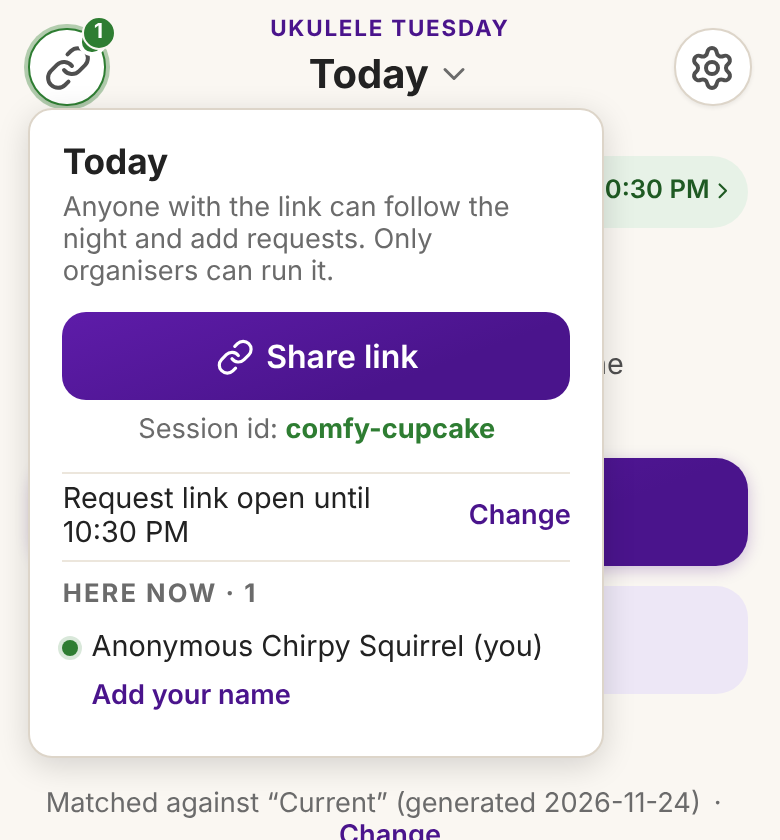 1
UKULELE TUESDAY
Today
Today
Anyone with the link can follow the
night and add requests. Only
organisers can run it.
0:30 PM
Share link
Session id: comfy-cupcake
Request link open until
10:30 PM
Change
HERE NOW · 1
Anonymous Chirpy Squirrel (you)
Add your name
Matched against “Current” (generated 2026-11-24) ·
Change